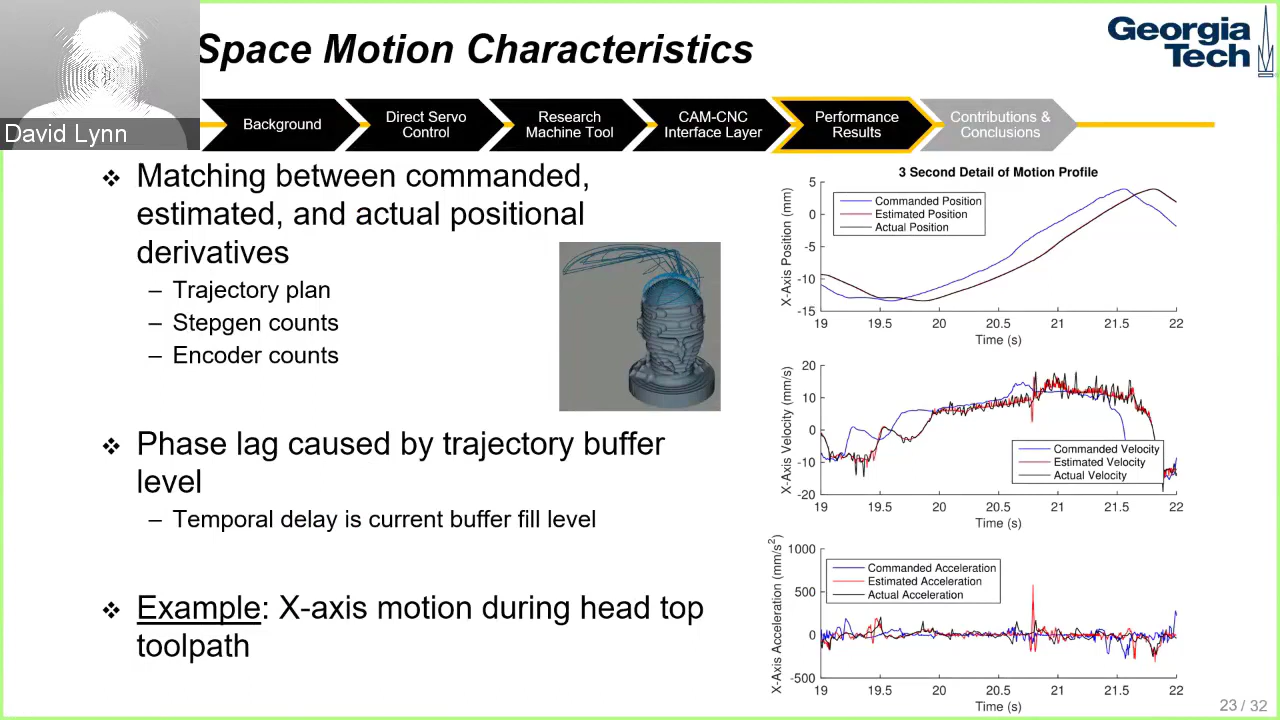 Space Motion Characteristics
Georgia
Tech
David Lynn
Background
Direct Servo
Control
Research
Machine Tool
CAM-CNC
Interface Layer
Performance
Results
Contributions &
Conclusions
❖ Matching between commanded,
estimated, and actual positional
derivatives
– Trajectory plan
– Stepgen counts
– Encoder counts
❖ Phase lag caused by trajectory buffer
level
– Temporal delay is current buffer fill level
❖ Example: X-axis motion during head top
toolpath
3 Second Detail of Motion Profile
X-Axis Position (mm)
5
0
-5
-10
-15
Commanded Position
Estimated Position
Actual Position
19 19.5 20 20.5 21 21.5 22
Time (s)
X-Axis Velocity (mm/s)
20
10
0
-10
-20
Commanded Velocity
Estimated Velocity
Actual Velocity
19 19.5 20 20.5 21 21.5 22
Time (s)
X-Axis Acceleration (mm/s²)
1000
500
0
-500
Commanded Acceleration
Estimated Acceleration
Actual Acceleration
19 19.5 20 20.5 21 21.5 22
Time (s)
23 / 32